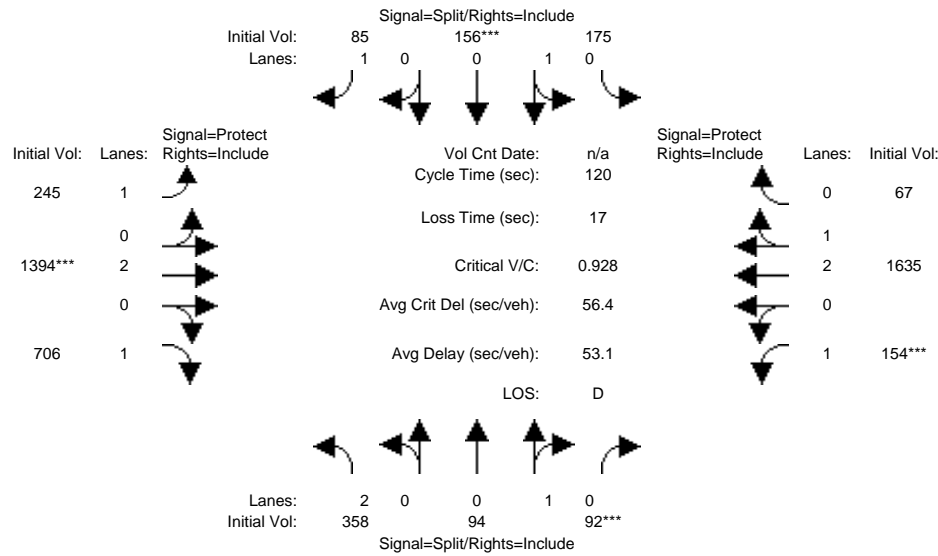 Signal=Split/Rights=Include
Initial Vol: 85 156*** 175
Lanes: 1 0 0 1 0
Signal=Protect Signal=Protect
Initial Vol: Lanes: Rights=Include Vol Cnt Date: n/a Rights=Include Lanes: Initial Vol:
Cycle Time (sec): 120
245 1 0 67
Loss Time (sec): 17
0 1
1394*** 2 Critical V/C: 0.928 2 1635
0 Avg Crit Del (sec/veh): 56.4 0
706 1 Avg Delay (sec/veh): 53.1 1 154***
LOS: D
Lanes: 2 0 0 1 0
Initial Vol: 358 94 92***
Signal=Split/Rights=Include